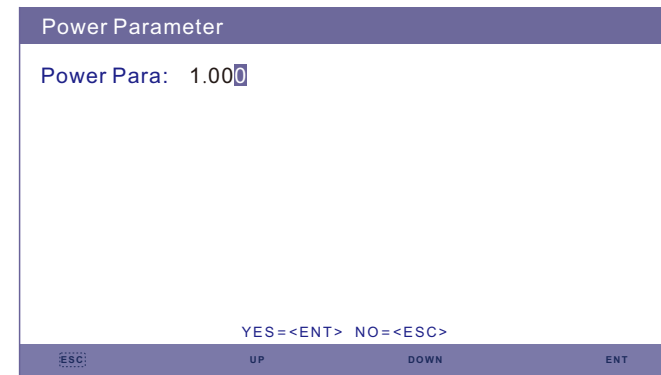 Power Parameter
Power Para: 1.000
YES=<ENT> NO=<ESC>
ESC UP DOWN ENT